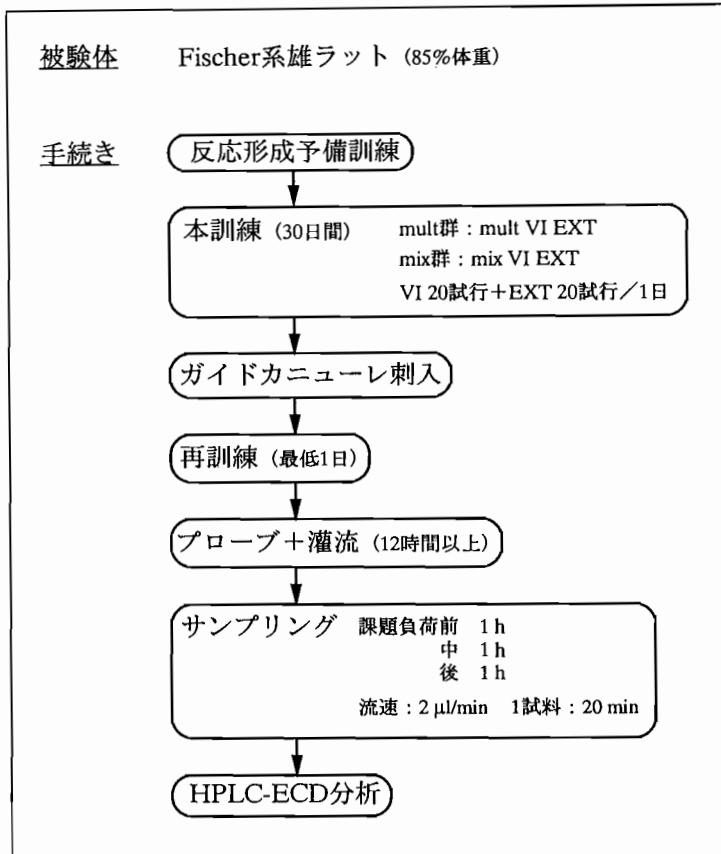 被験体 Fischer系雄ラット（85%体重）
手続き 反応形成予備訓練
本訓練（30日間） mult群：mult VI EXT
mix群：mix VI EXT
VI 20試行＋EXT 20試行／1日
ガイドカニューレ刺入
再訓練（最低1日）
プローブ＋灌流（12時間以上）
サンプリング 課題負荷前 1 h
中 1 h
後 1 h
流速：2 μl/min 1試料：20 min
HPLC-ECD分析